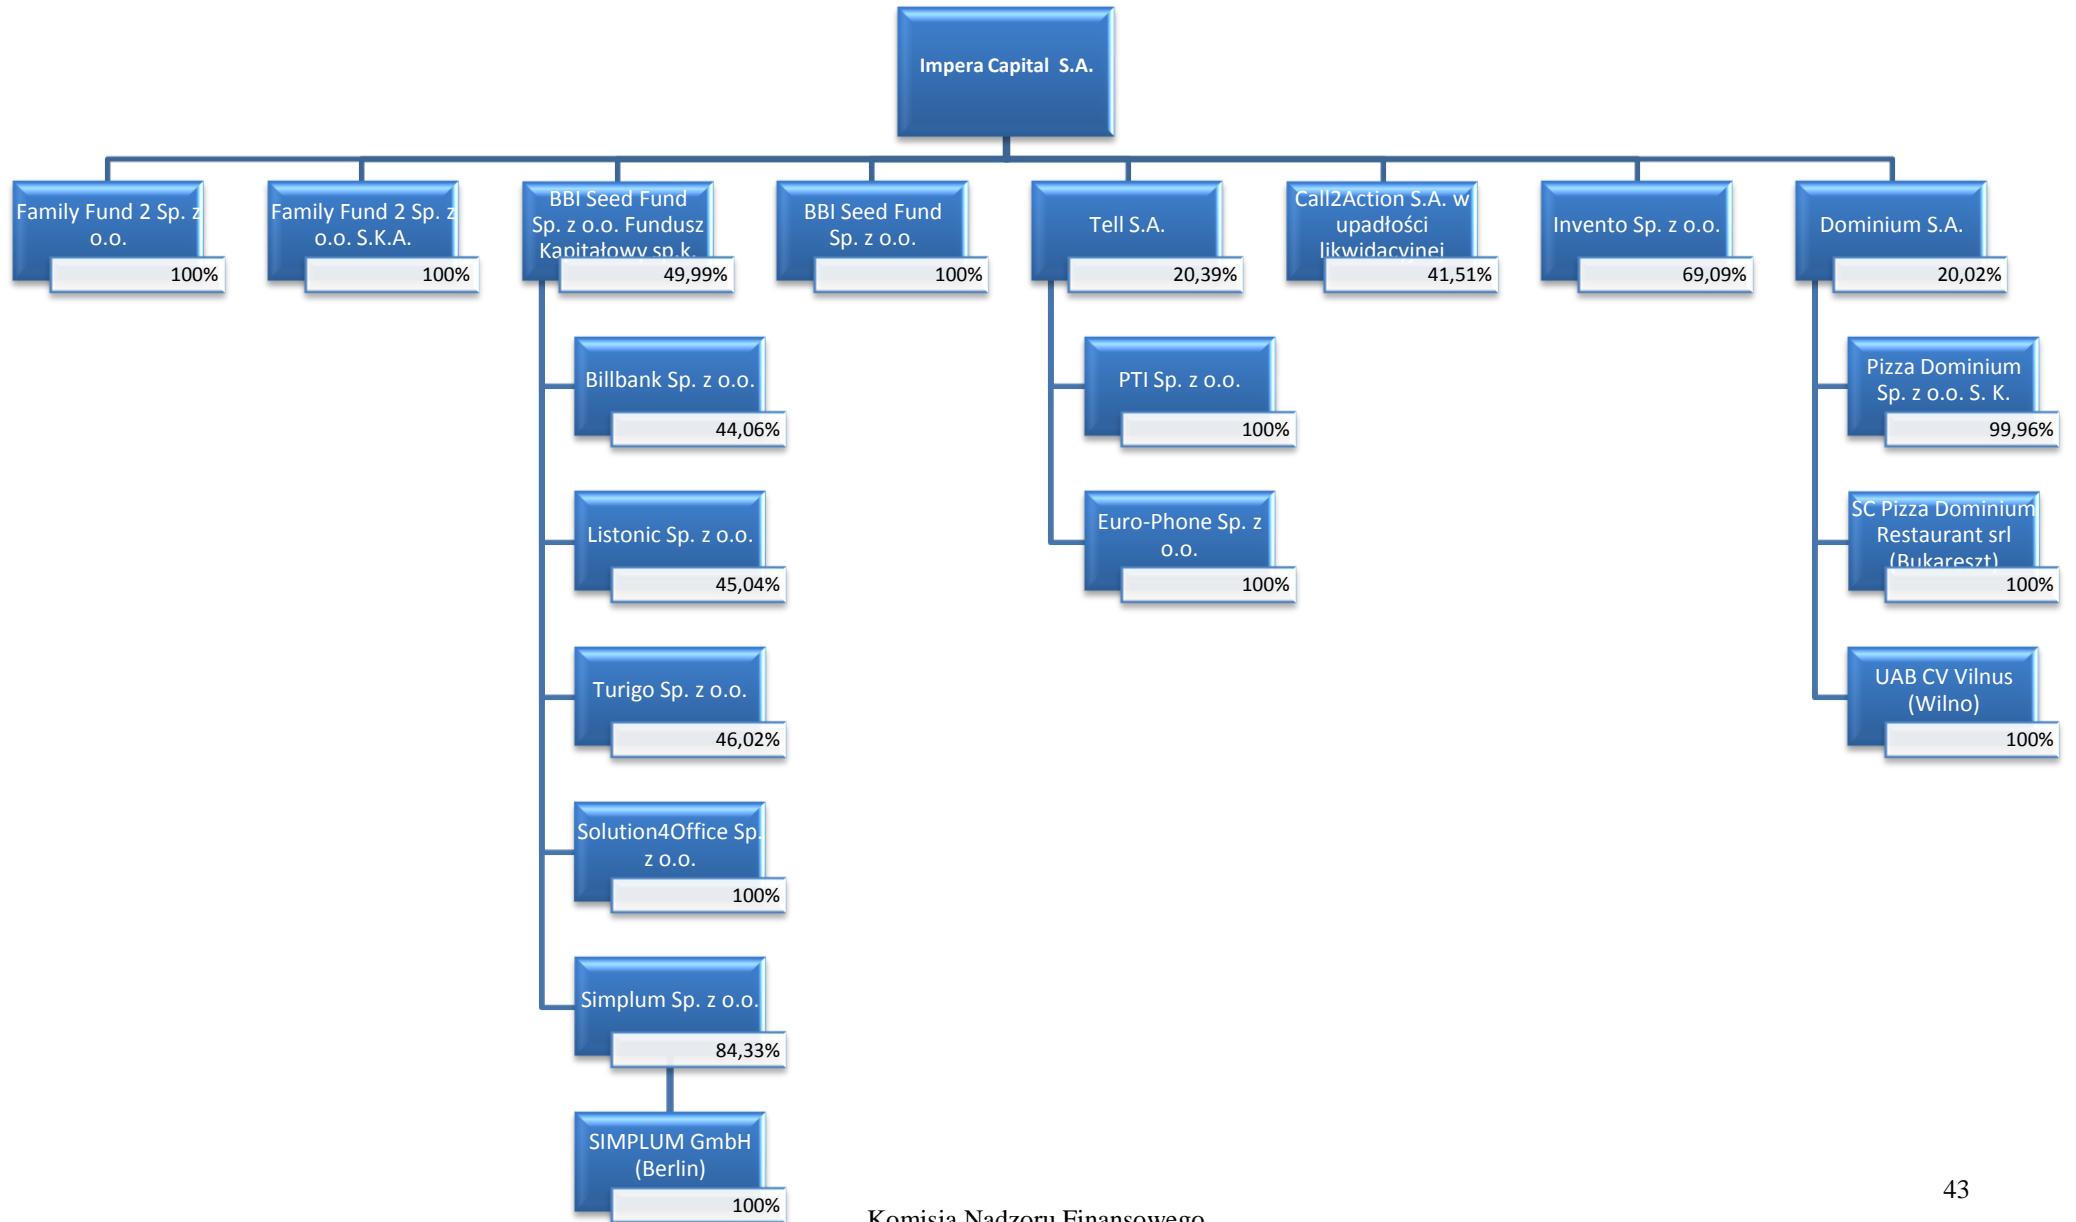 Impera Capital S.A.
Family Fund 2 Sp. z
o.o.
100%
Family Fund 2 Sp. z
o.o. S.K.A.
100%
BBI Seed Fund
Sp. z o.o. Fundusz
Kapitałowy sp.k.
49,99%
BBI Seed Fund
Sp. z o.o.
100%
Tell S.A.
20,39%
Call2Action S.A. w
upadłości
likwidacyjnej
41,51%
Invento Sp. z o.o.
69,09%
Dominium S.A.
20,02%
Billbank Sp. z o.o.
44,06%
Listonic Sp. z o.o.
45,04%
Turigo Sp. z o.o.
46,02%
Solution4Office Sp.
z o.o.
100%
Simplum Sp. z o.o.
84,33%
SIMPLUM GmbH
(Berlin)
100%
PTI Sp. z o.o.
100%
Euro-Phone Sp. z
o.o.
100%
Pizza Dominium
Sp. z o.o. S. K.
99,96%
SC Pizza Dominium
Restaurant srl
(Bukareszt)
100%
UAB CV Vilnus
(Wilno)
100%
43
Komisja Nadzoru Finansowego